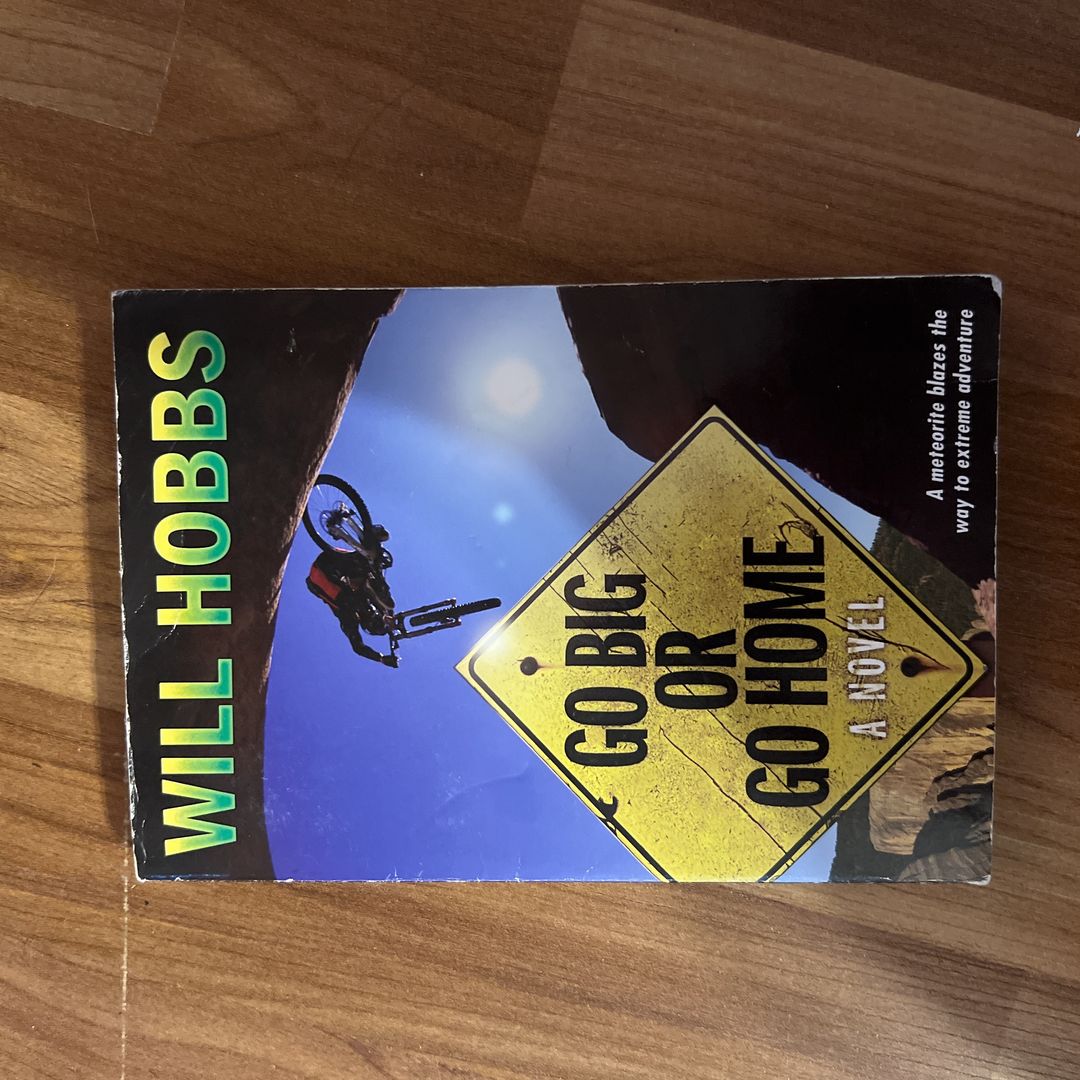 WILL HOBBS
GO BIG
OR
GO HOME
A NOVEL
A meteorite blazes the
way to extreme adventure